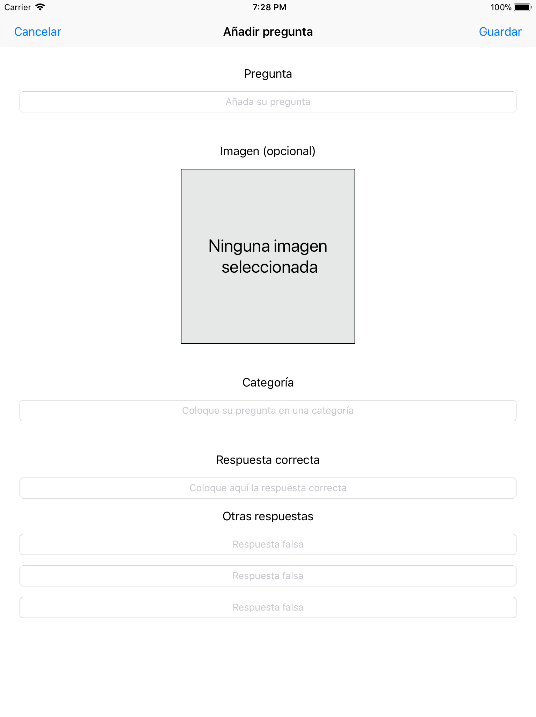 Carrier 7:28 PM 100%
Cancelar Añadir pregunta Guardar
Pregunta
Añada su pregunta
Imagen (opcional)
Ninguna imagen
seleccionada
Categoría
Coloque su pregunta en una categoría
Respuesta correcta
Coloque aquí la respuesta correcta
Otras respuestas
Respuesta falsa
Respuesta falsa
Respuesta falsa